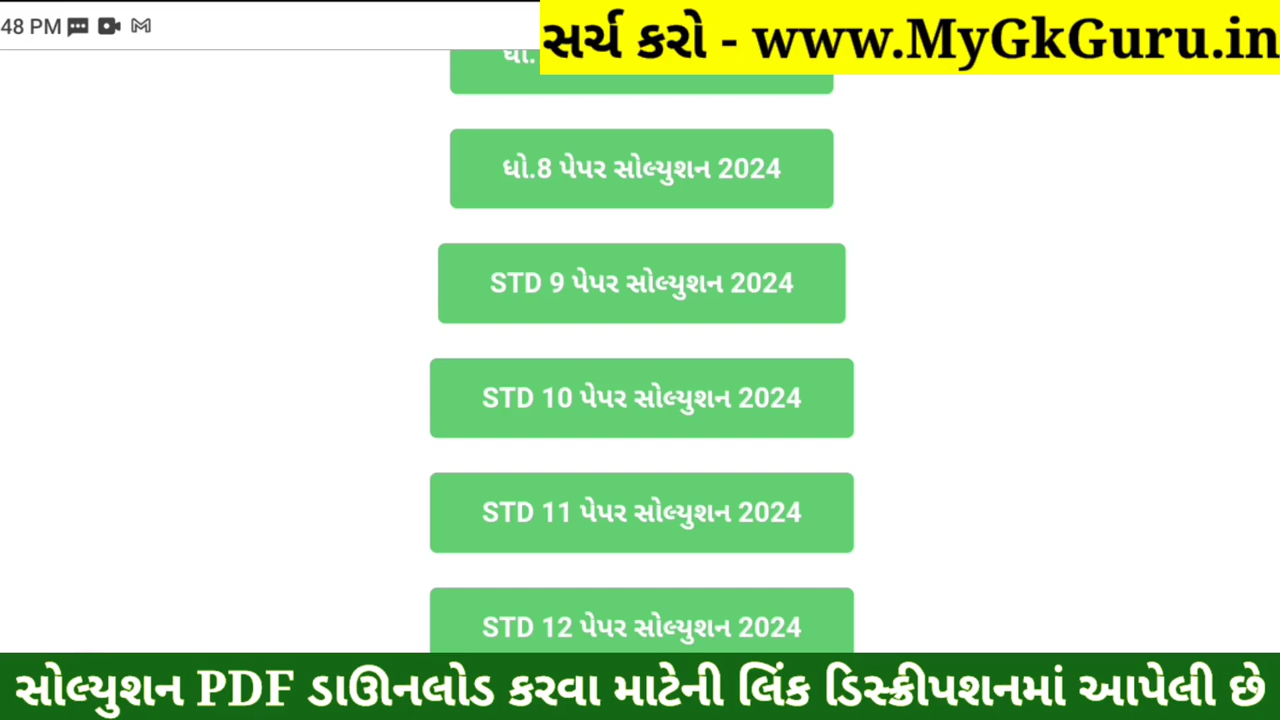 48 PM
સર્ચ કરો - www.MyGkGuru.in
ધો.8 પેપર સોલ્યુશન 2024
STD 9 પેપર સોલ્યુશન 2024
STD 10 પેપર સોલ્યુશન 2024
STD 11 પેપર સોલ્યુશન 2024
STD 12 પેપર સોલ્યુશન 2024
સોલ્યુશન PDF ડાઊનલોડ કરવા માટેની લિંક ડિસ્ક્રીપશનમાં આપેલી છે